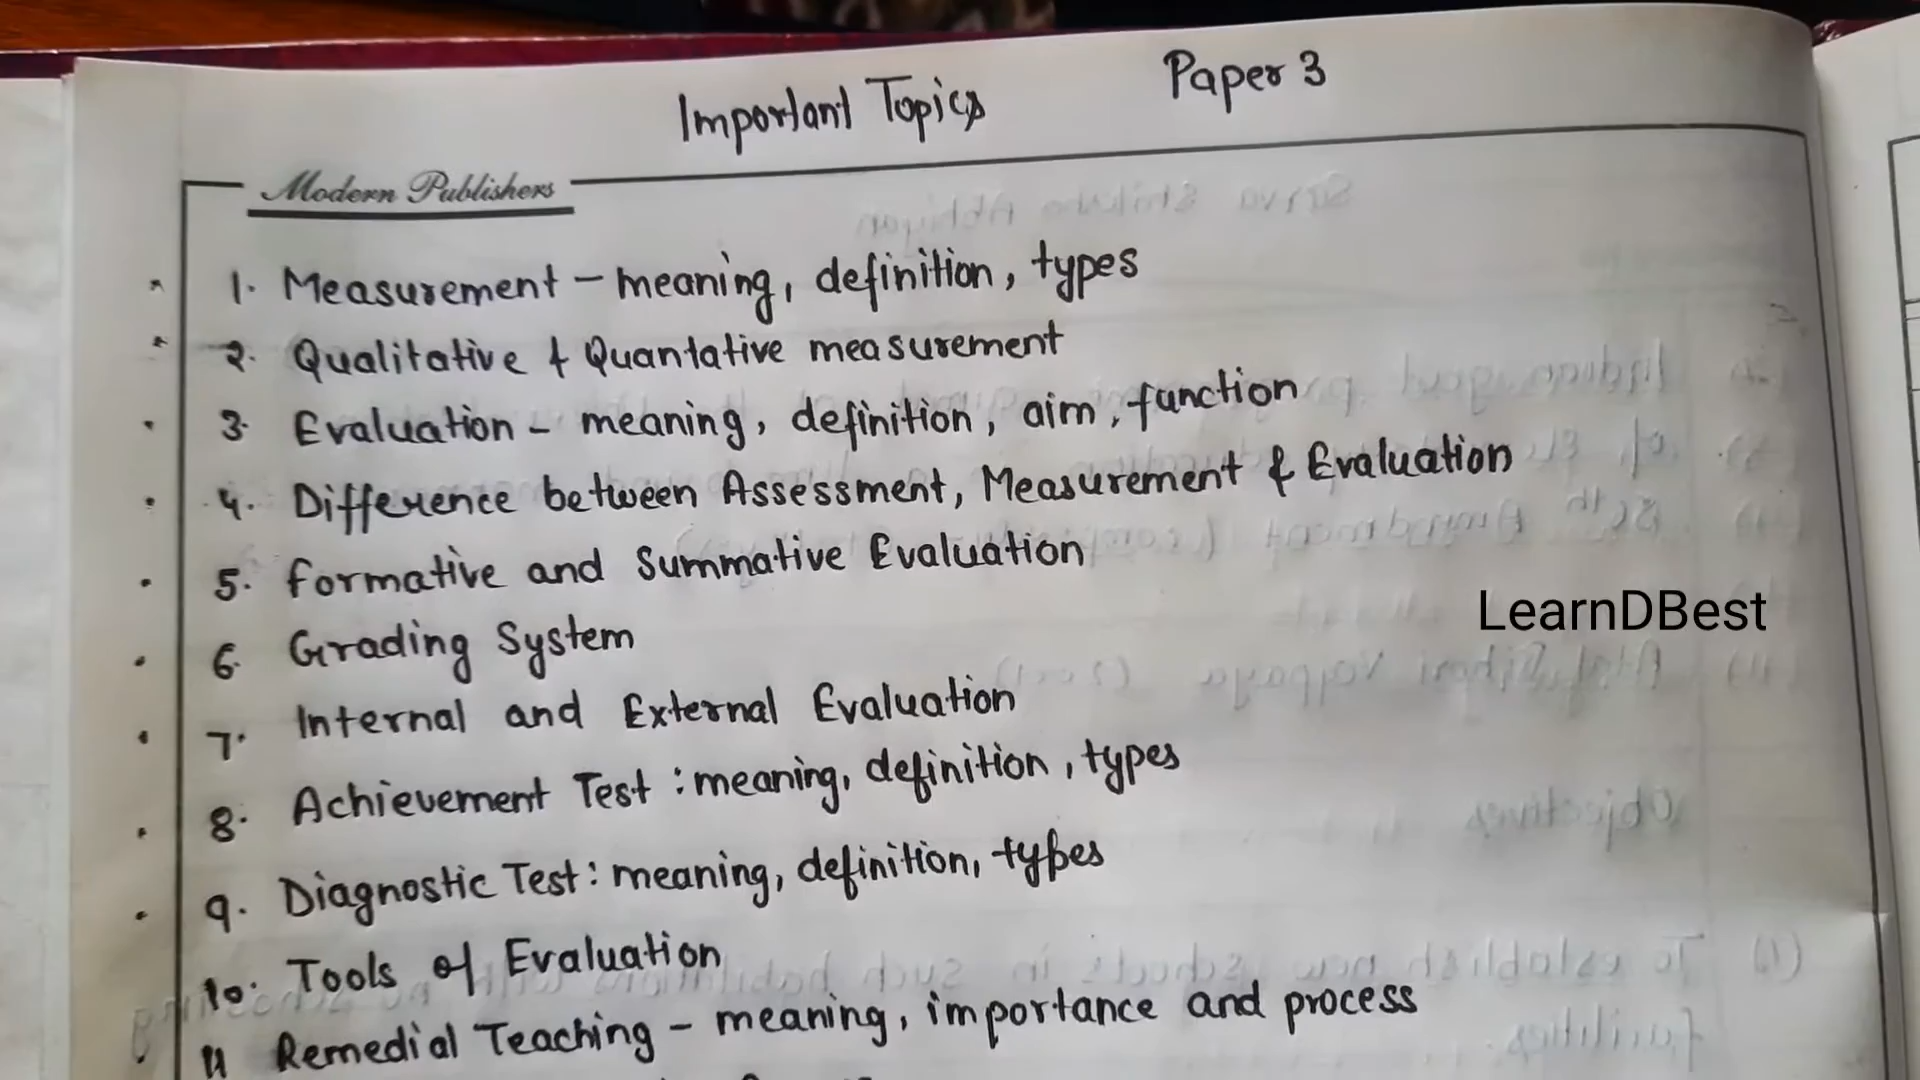 Important Topics Paper 3
Modern Publishers
1. Measurement - meaning, definition, types
2. Qualitative & Quantative measurement
3. Evaluation - meaning, definition, aim, function
4. Difference between Assessment, Measurement & Evaluation
5. Formative and Summative Evaluation
LearnDBest
6. Grading System
7. Internal and External Evaluation
8. Achievement Test : meaning, definition, types
9. Diagnostic Test : meaning, definition, types
10. Tools of Evaluation
11 Remedial Teaching - meaning, importance and process